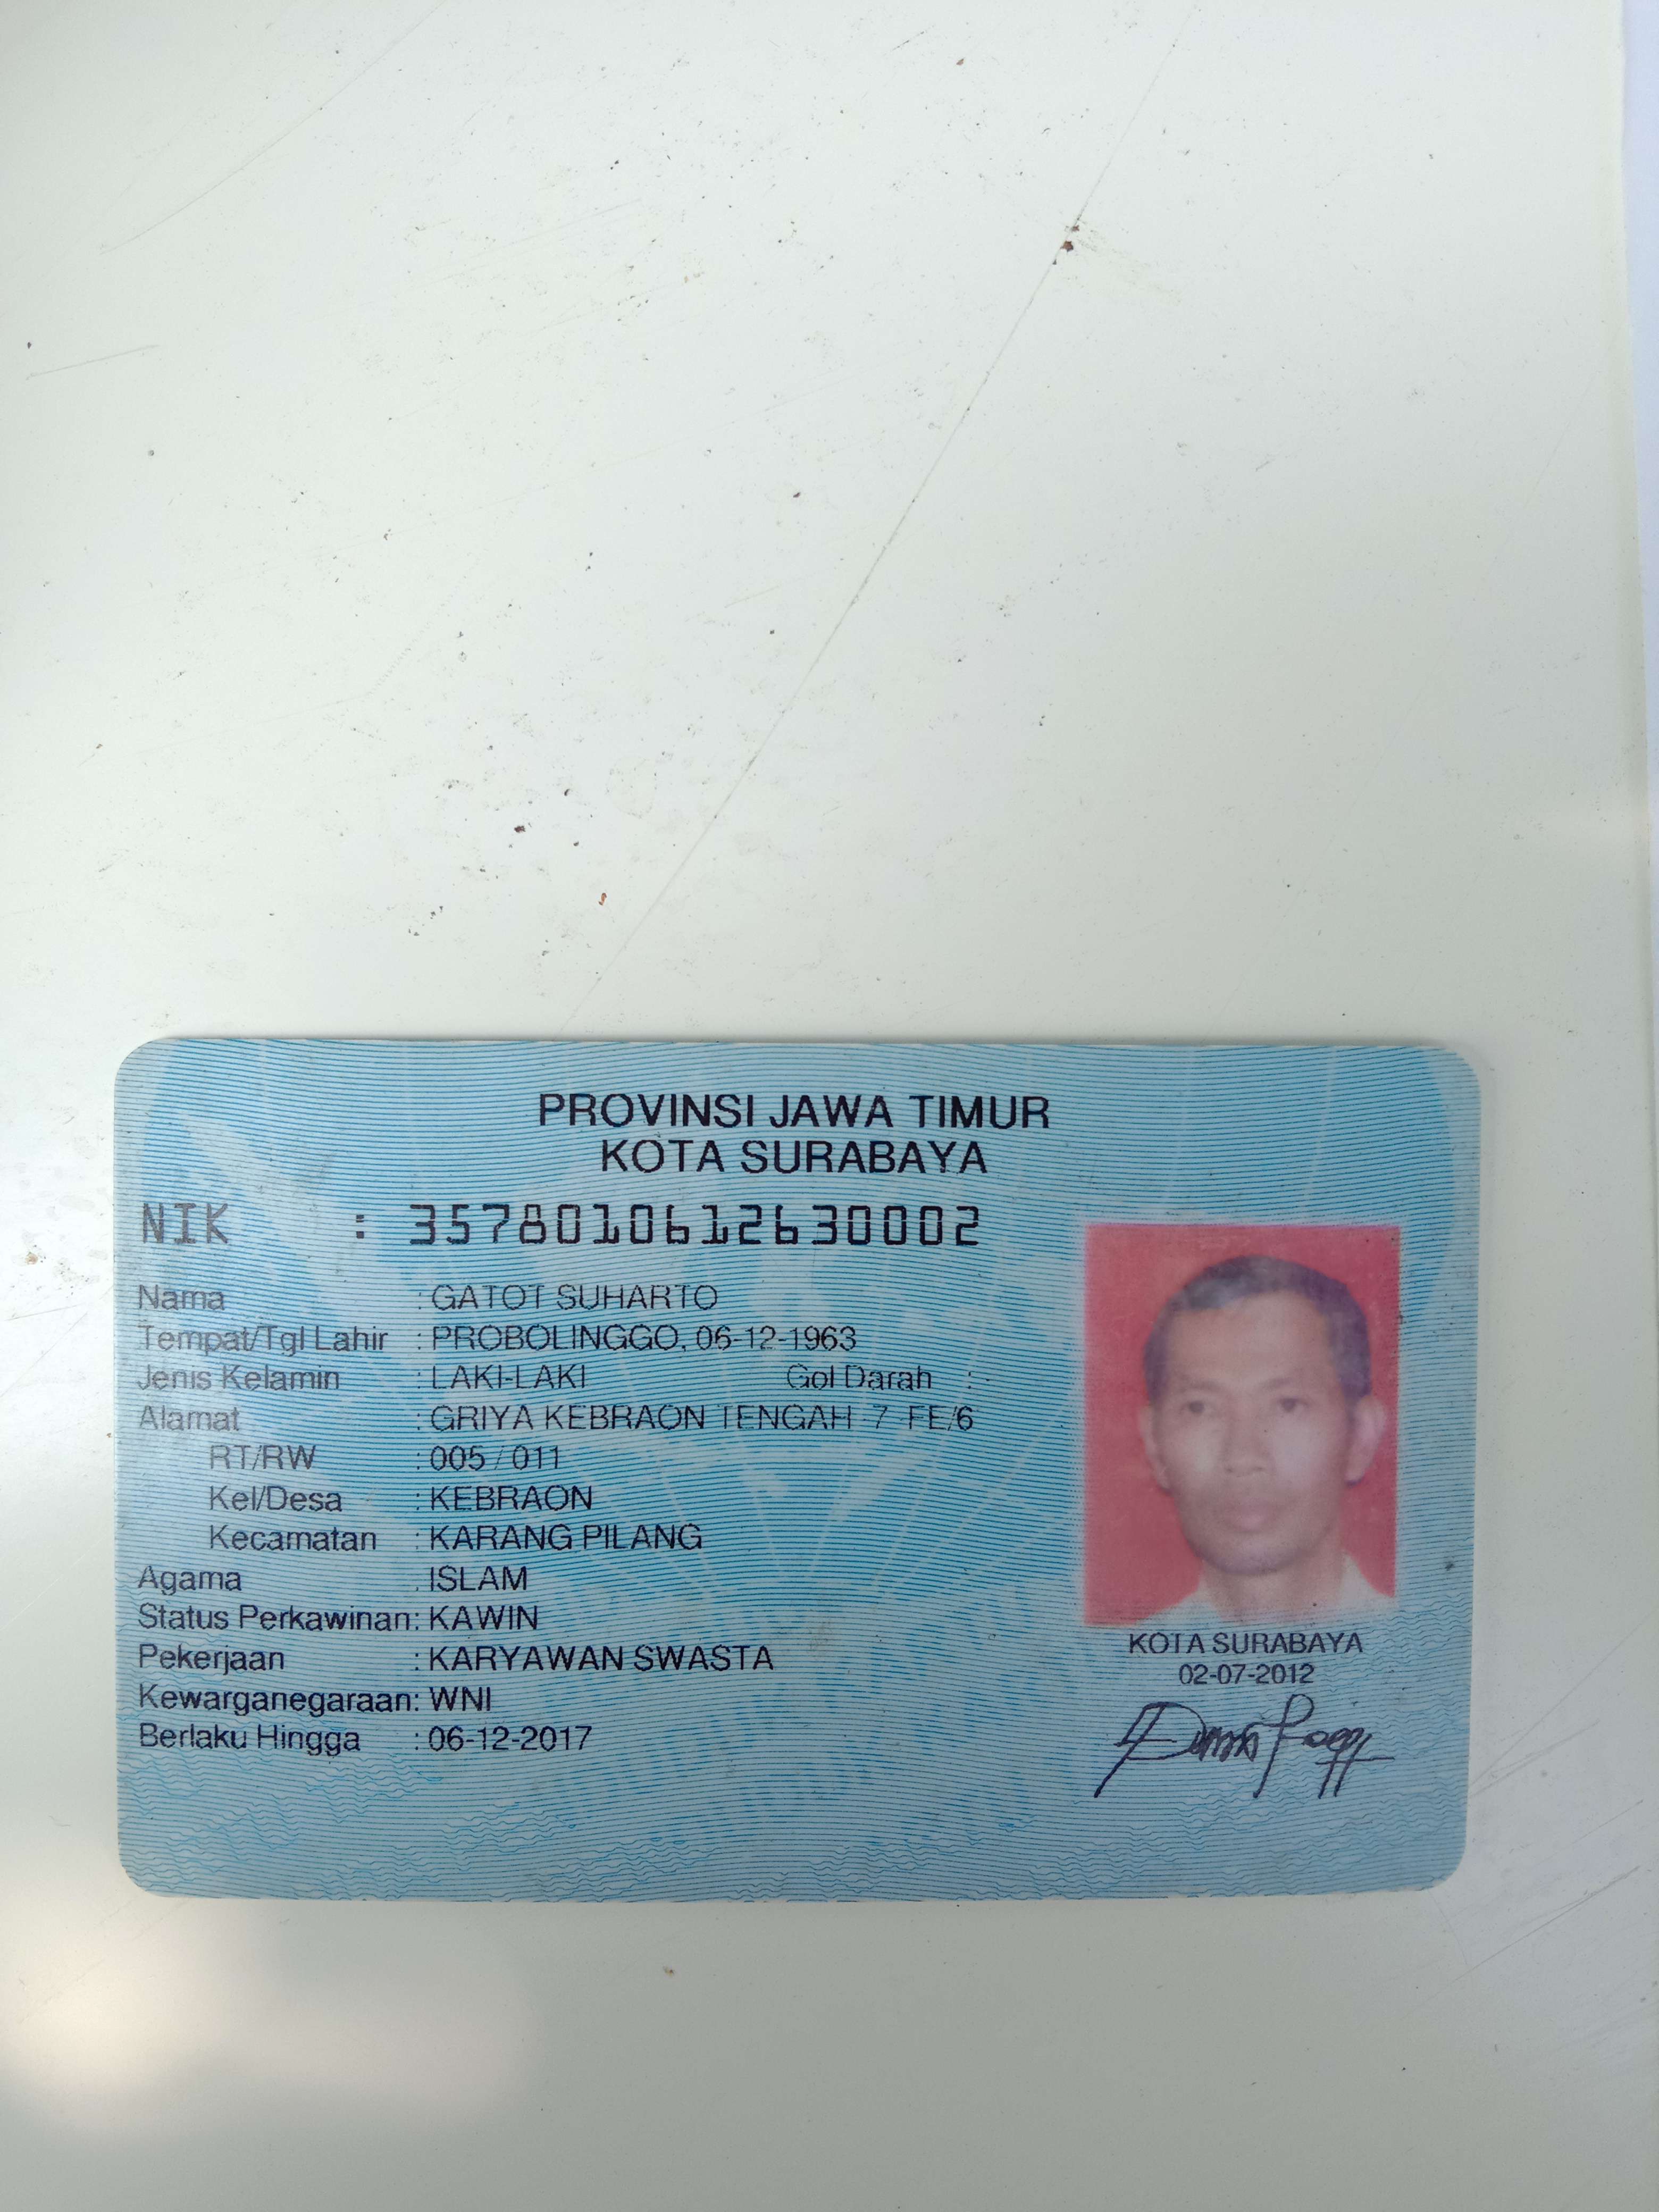 PROVINSI JAWA TIMUR
KOTA SURABAYA
NIK : 3578010612630002
Nama : GATOT SUHARTO
Tempat/Tgl Lahir : PROBOLINGGO, 06-12-1963
Jenis Kelamin : LAKI-LAKI Gol Darah : -
Alamat : GRIYA KEBRAON TENGAH 7 FE/6
RT/RW : 005 / 011
Kel/Desa : KEBRAON
Kecamatan : KARANG PILANG
Agama : ISLAM
Status Perkawinan: KAWIN
Pekerjaan : KARYAWAN SWASTA
Kewarganegaraan: WNI
Berlaku Hingga : 06-12-2017
KOTA SURABAYA
02-07-2012